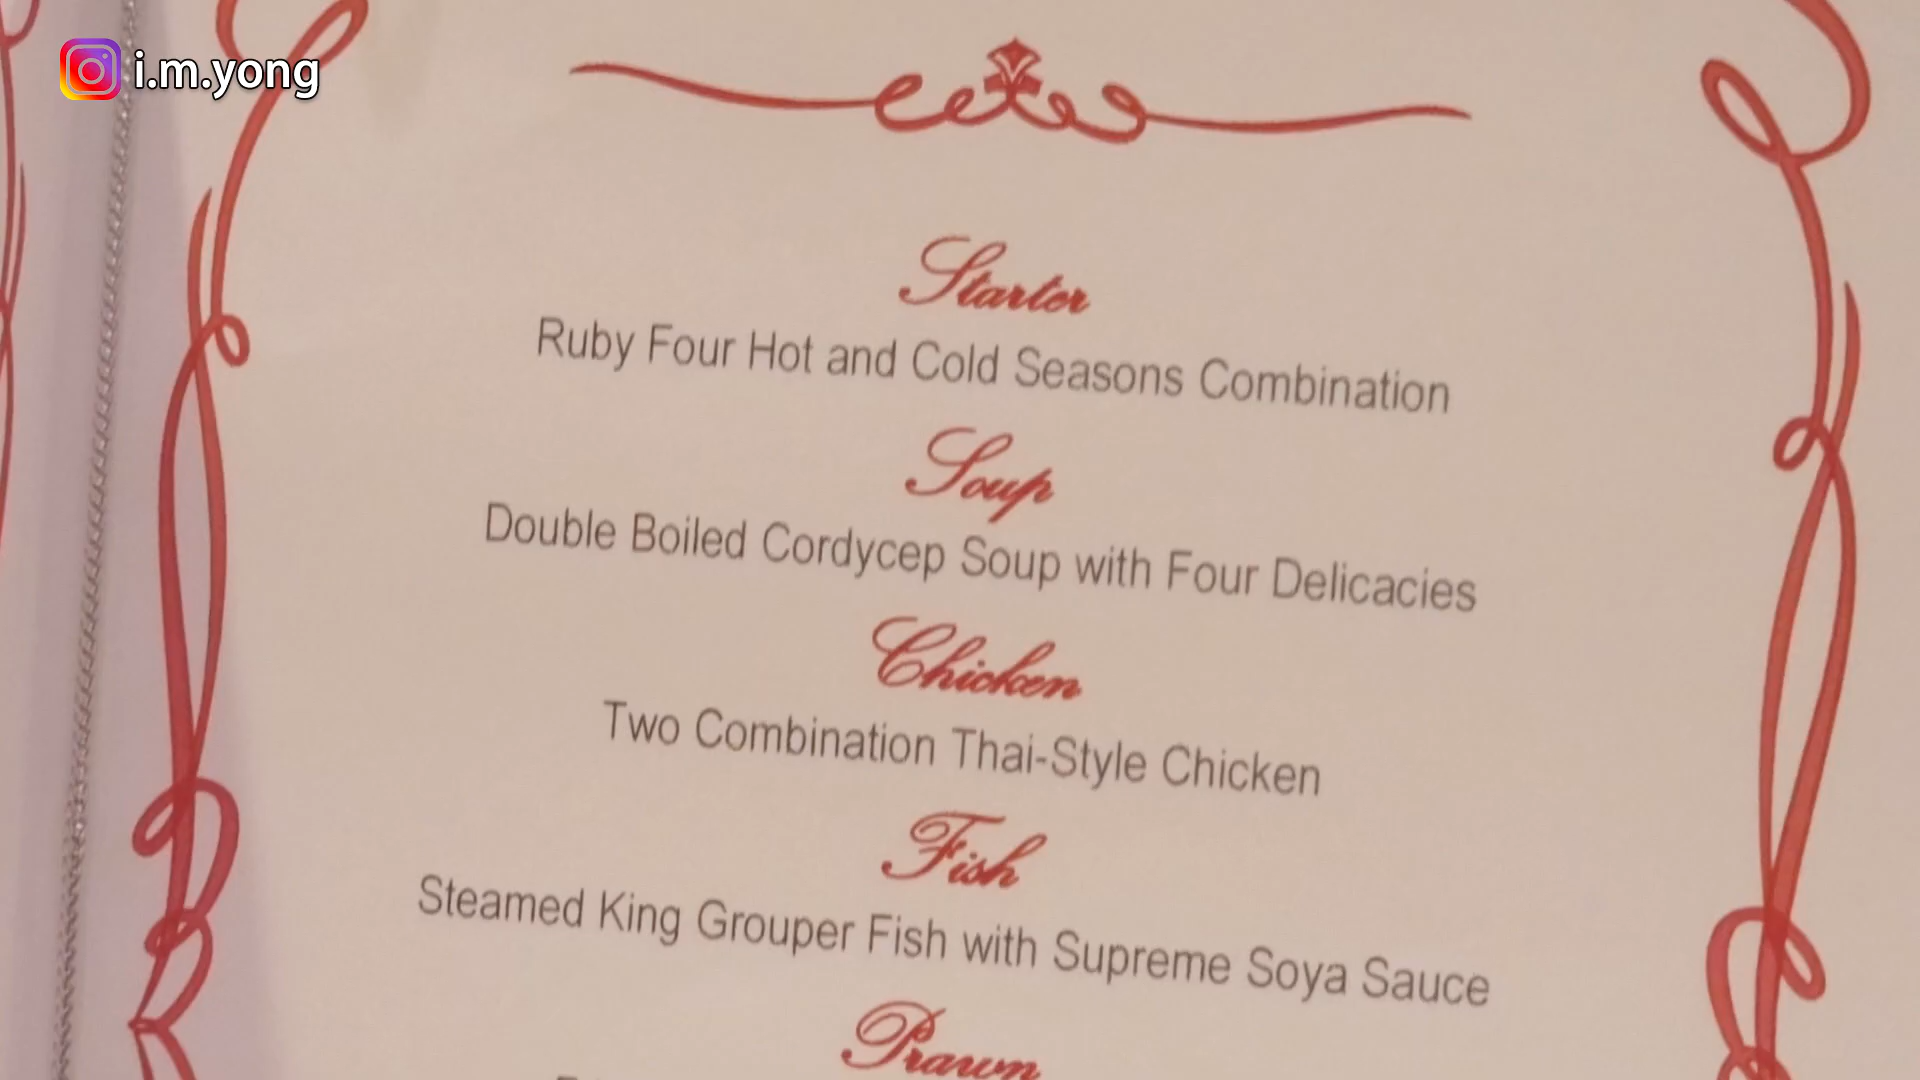 i.m.yong
Starter
Ruby Four Hot and Cold Seasons Combination
Soup
Double Boiled Cordycep Soup with Four Delicacies
Chicken
Two Combination Thai-Style Chicken
Fish
Steamed King Grouper Fish with Supreme Soya Sauce
Prawn